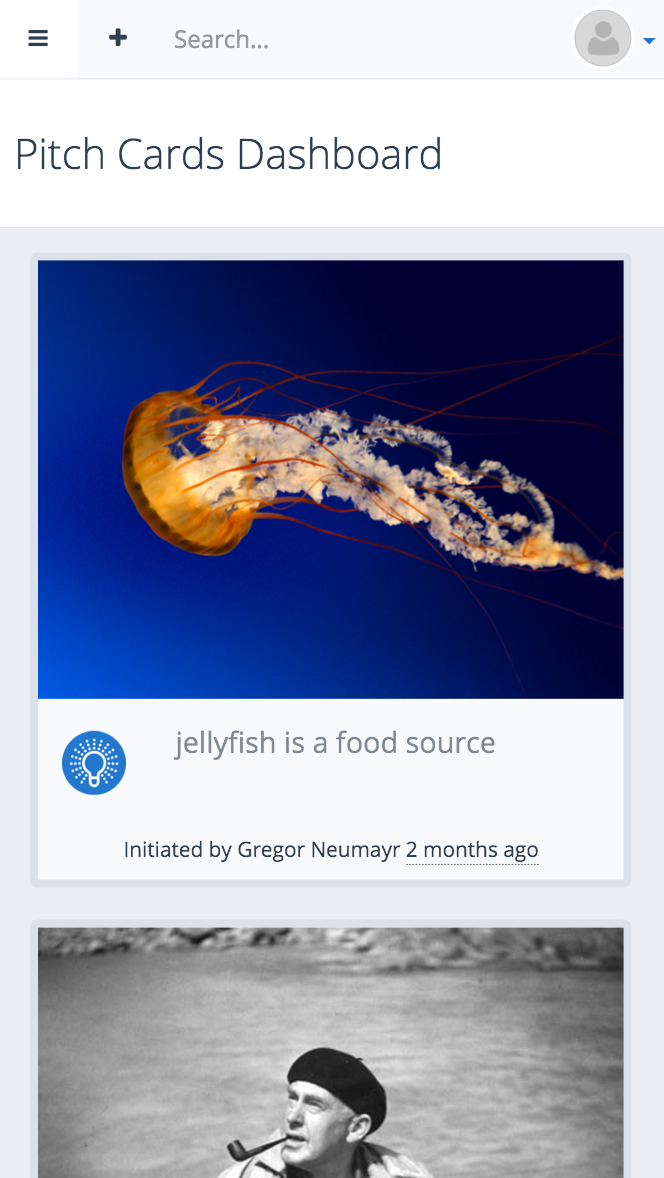 Search...
Pitch Cards Dashboard
jellyfish is a food source
Initiated by Gregor Neumayr 2 months ago